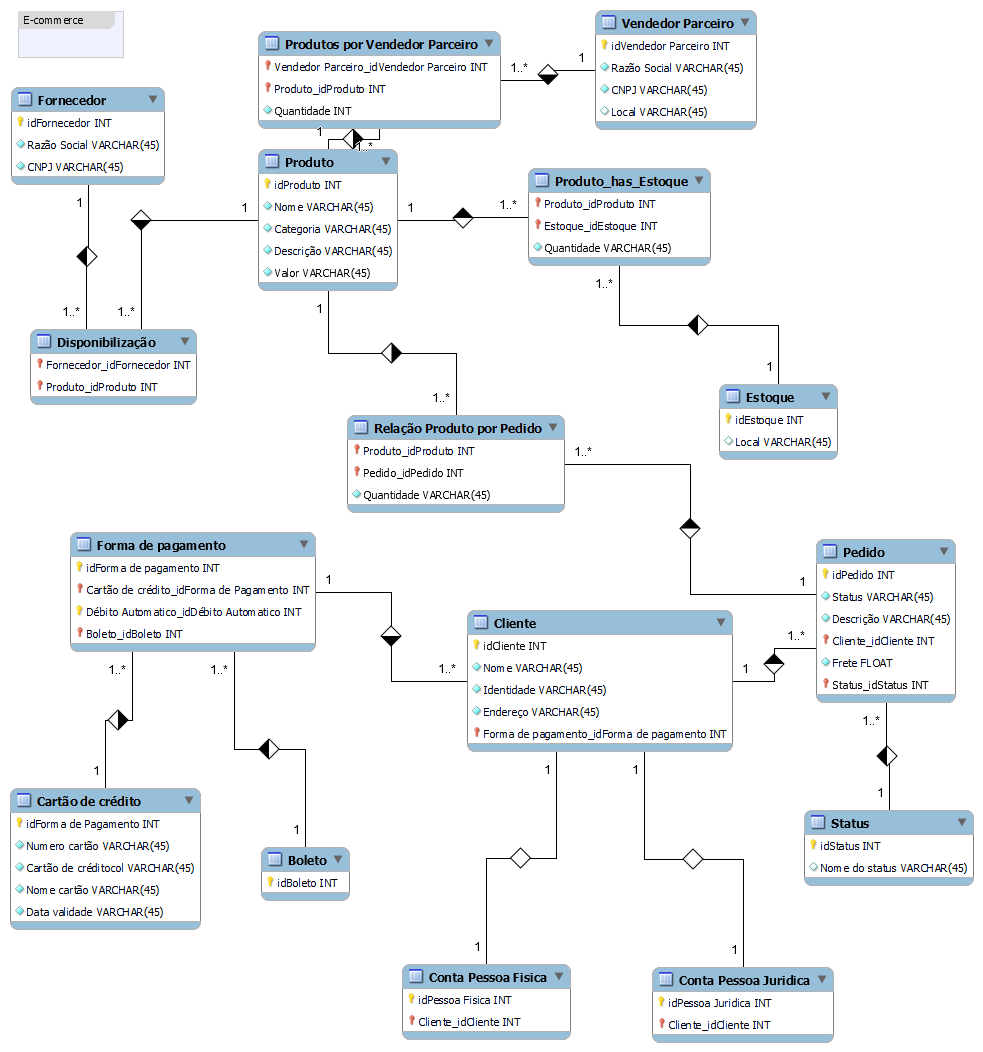 E-commerce
Vendedor Parceiro
idVendedor Parceiro INT
Razão Social VARCHAR(45)
CNPJ VARCHAR(45)
Local VARCHAR(45)
Produtos por Vendedor Parceiro
Vendedor Parceiro_idVendedor Parceiro INT
Produto_idProduto INT
Quantidade INT
1..*
1
Fornecedor
idFornecedor INT
Razão Social VARCHAR(45)
CNPJ VARCHAR(45)
1
1..*
Produto
idProduto INT
Nome VARCHAR(45)
Categoria VARCHAR(45)
Descrição VARCHAR(45)
Valor VARCHAR(45)
Produto_has_Estoque
Produto_idProduto INT
Estoque_idEstoque INT
Quantidade VARCHAR(45)
1
1
1
1..*
1..*
1..*
1..*
1
1
Disponibilização
Fornecedor_idFornecedor INT
Produto_idProduto INT
Estoque
idEstoque INT
Local VARCHAR(45)
1..*
Relação Produto por Pedido
Produto_idProduto INT
Pedido_idPedido INT
Quantidade VARCHAR(45)
1..*
1
Forma de pagamento
idForma de pagamento INT
Cartão de crédito_idForma de Pagamento INT
Débito Automatico_idDébito Automatico INT
Boleto_idBoleto INT
Pedido
idPedido INT
Status VARCHAR(45)
Descrição VARCHAR(45)
Cliente_idCliente INT
Frete FLOAT
Status_idStatus INT
1
1..*
Cliente
idCliente INT
Nome VARCHAR(45)
Identidade VARCHAR(45)
Endereço VARCHAR(45)
Forma de pagamento_idForma de pagamento INT
1
1..*
1..*
1..*
1..*
1
1
1
1
1
Cartão de crédito
idForma de Pagamento INT
Numero cartão VARCHAR(45)
Cartão de créditocol VARCHAR(45)
Nome cartão VARCHAR(45)
Data validade VARCHAR(45)
Boleto
idBoleto INT
Status
idStatus INT
Nome do status VARCHAR(45)
1
1
Conta Pessoa Fisica
idPessoa Fisica INT
Cliente_idCliente INT
Conta Pessoa Juridica
idPessoa Juridica INT
Cliente_idCliente INT